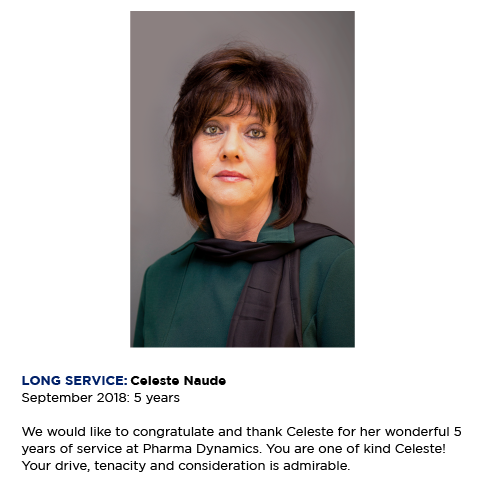 LONG SERVICE: Celeste Naude
September 2018: 5 years
We would like to congratulate and thank Celeste for her wonderful 5
years of service at Pharma Dynamics. You are one of kind Celeste!
Your drive, tenacity and consideration is admirable.